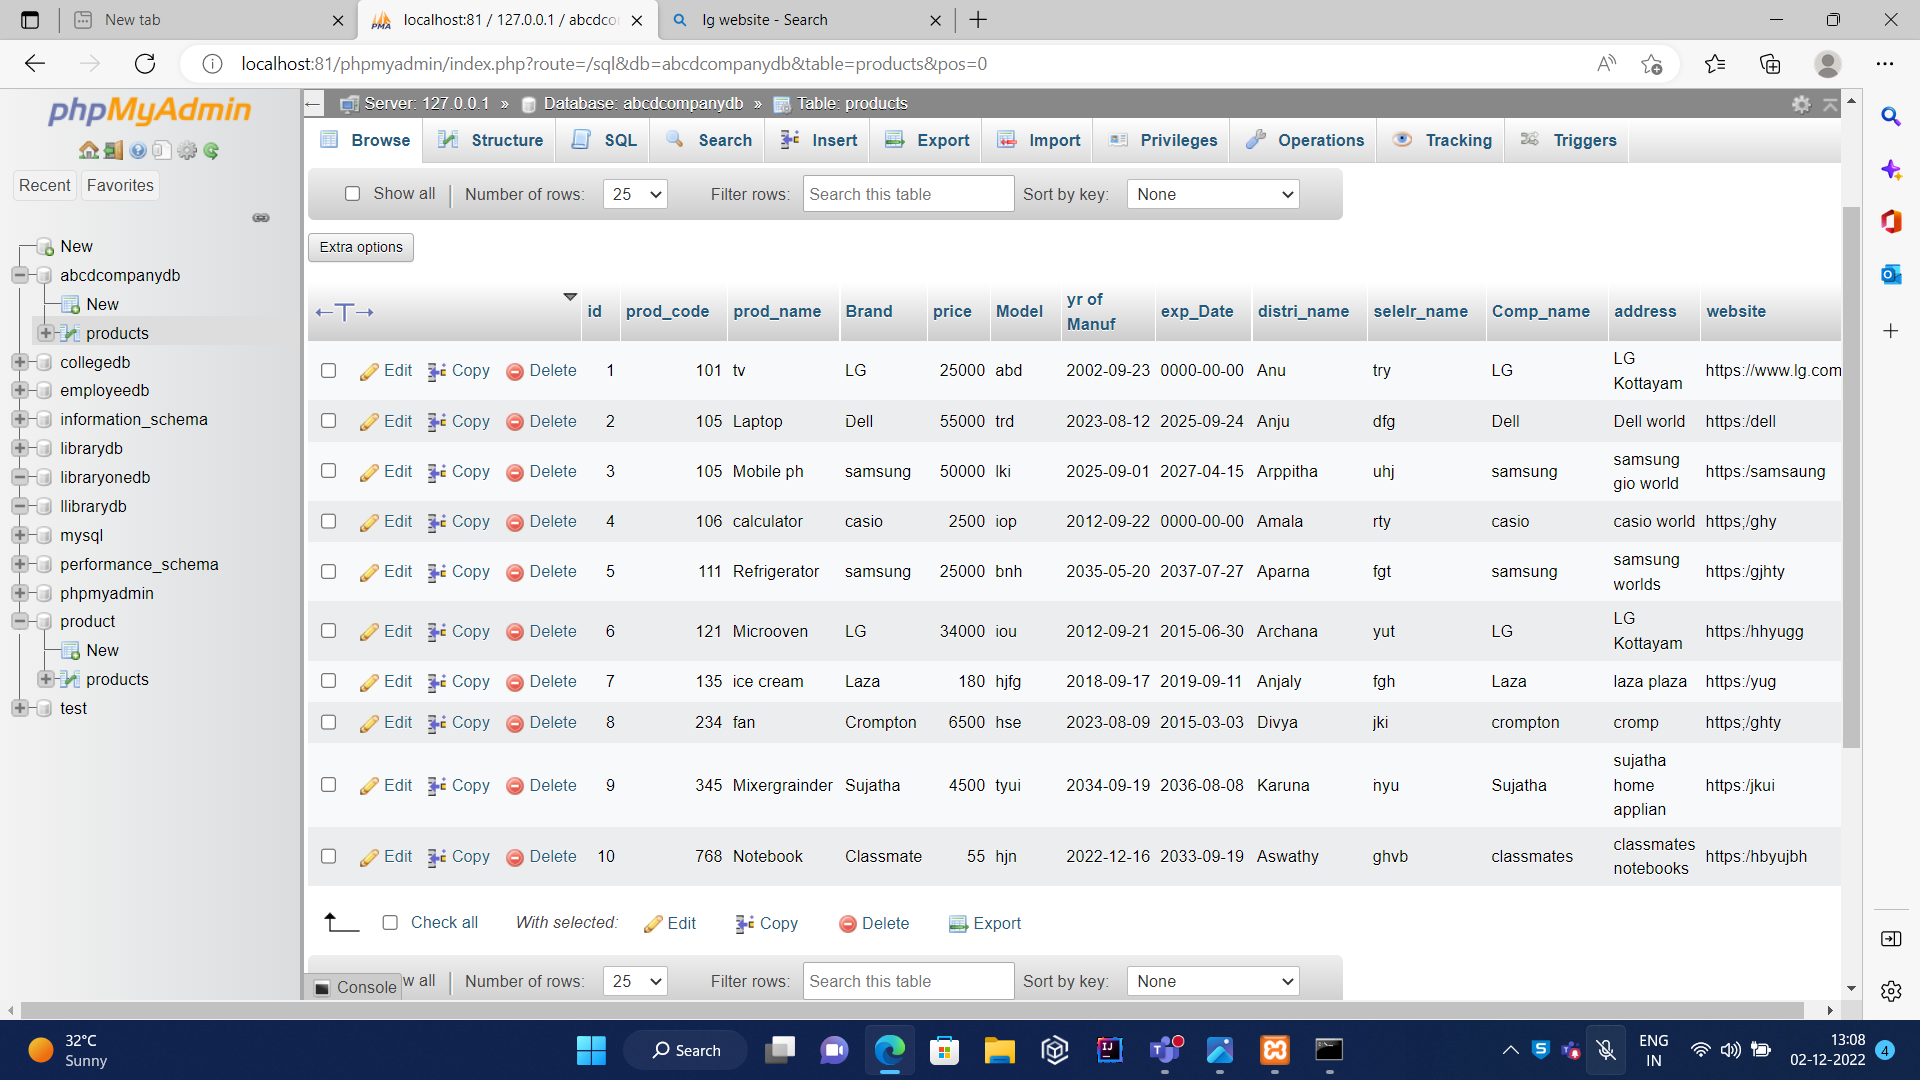 New tab
localhost:81 / 127.0.0.1 / abcdco
lg website - Search
localhost:81/phpmyadmin/index.php?route=/sql&db=abcdcompanydb&table=products&pos=0
phpMyAdmin
Recent Favorites
New
abcdcompanydb
New
products
collegedb
employeedb
information_schema
librarydb
libraryonedb
llibrarydb
mysql
performance_schema
phpmyadmin
product
New
products
test
Server: 127.0.0.1 » Database: abcdcompanydb » Table: products
Browse Structure SQL Search Insert Export Import Privileges Operations Tracking Triggers
Show all Number of rows: 25 Filter rows: Search this table Sort by key: None
Extra options
id prod_code prod_name Brand price Model yr of Manuf exp_Date distri_name selelr_name Comp_name address website
Edit Copy Delete 1 101 tv LG 25000 abd 2002-09-23 0000-00-00 Anu try LG LG Kottayam https://www.lg.com
Edit Copy Delete 2 105 Laptop Dell 55000 trd 2023-08-12 2025-09-24 Anju dfg Dell Dell world https:/dell
Edit Copy Delete 3 105 Mobile ph samsung 50000 lki 2025-09-01 2027-04-15 Arppitha uhj samsung samsung gio world https:/samsaung
Edit Copy Delete 4 106 calculator casio 2500 iop 2012-09-22 0000-00-00 Amala rty casio casio world https;/ghy
Edit Copy Delete 5 111 Refrigerator samsung 25000 bnh 2035-05-20 2037-07-27 Aparna fgt samsung samsung worlds https:/gjhty
Edit Copy Delete 6 121 Microoven LG 34000 iou 2012-09-21 2015-06-30 Archana yut LG LG Kottayam https:/hhyugg
Edit Copy Delete 7 135 ice cream Laza 180 hjfg 2018-09-17 2019-09-11 Anjaly fgh Laza laza plaza https:/yug
Edit Copy Delete 8 234 fan Crompton 6500 hse 2023-08-09 2015-03-03 Divya jki crompton cromp https;/ghty
Edit Copy Delete 9 345 Mixergrainder Sujatha 4500 tyui 2034-09-19 2036-08-08 Karuna nyu Sujatha sujatha home applian https:/jkui
Edit Copy Delete 10 768 Notebook Classmate 55 hjn 2022-12-16 2033-09-19 Aswathy ghvb classmates classmates notebooks https:/hbyujbh
Check all With selected: Edit Copy Delete Export
w all Number of rows: 25 Filter rows: Search this table Sort by key: None
Console
32°C
Sunny
Search
ENG
IN
13:08
02-12-2022
4